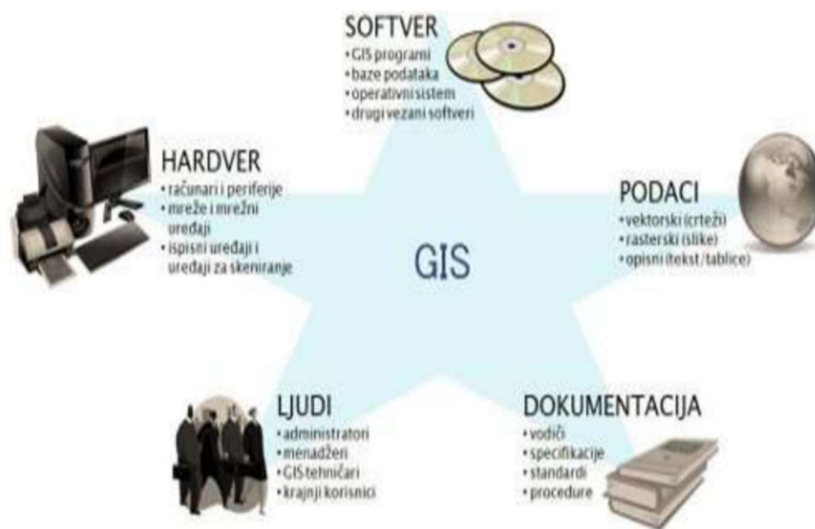 SOFTVER
• GIS programi
• baze podataka
• operativni sistem
• drugi vezani softveri
HARDVER
• računari i periferije
• mreže i mrežni
uređaji
• ispisni uređaji i
uređaji za skeniranje
PODACI
• vektorski (crteži)
• rasterski (slike)
• opisni (tekst/tablice)
GIS
LJUDI
• administratori
• menadžeri
• GIS tehničari
• krajnji korisnici
DOKUMENTACIJA
• vodiči
• specifikacije
• standardi
• procedure